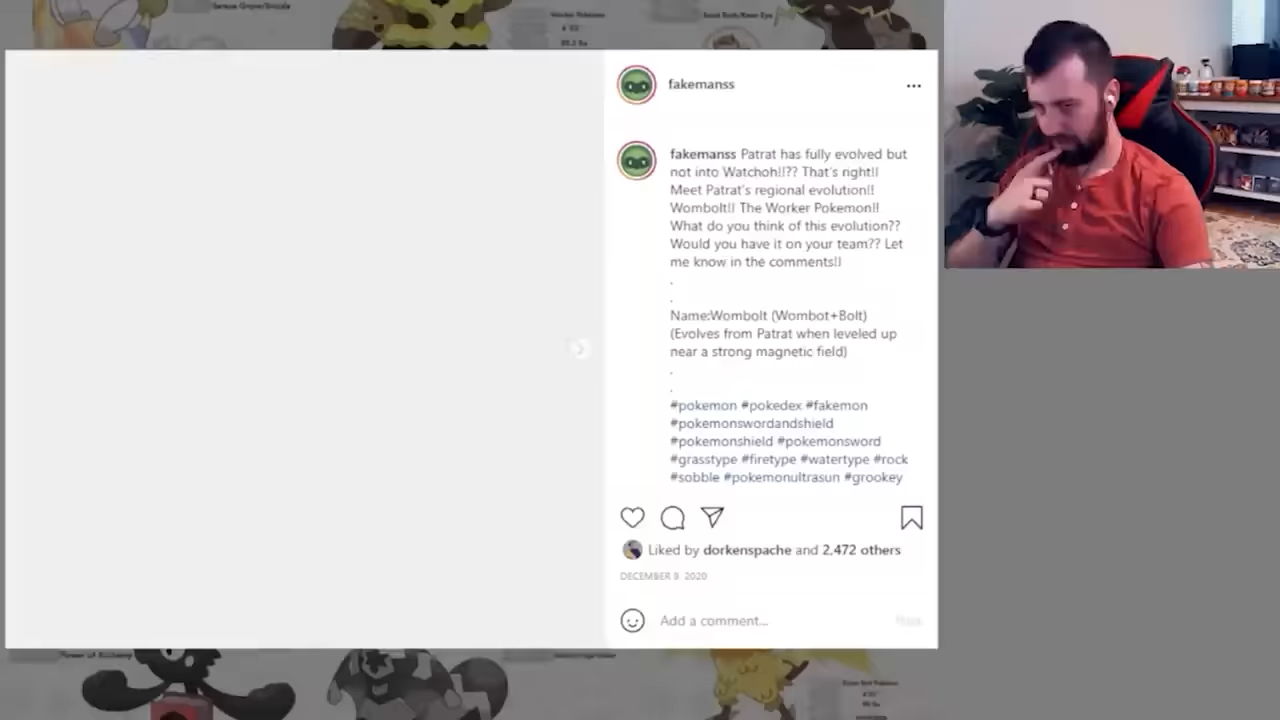 fakemanss
fakemanss Patrat has fully evolved but
not into Watchoh!!?? That's right!!
Meet Patrat's regional evolution!!
Wombolt!! The Worker Pokemon!!
What do you think of this evolution??
Would you have it on your team?? Let
me know in the comments!!
.
.
Name:Wombolt (Wombot+Bolt)
(Evolves from Patrat when leveled up
near a strong magnetic field)
.
.
#pokemon #pokedex #fakemon
#pokemonswordandshield
#pokemonshield #pokemonsword
#grasstype #firetype #watertype #rock
#sobble #pokemonultrasun #grookey
Liked by dorkenspache and 2,472 others
DECEMBER 9, 2020
Add a comment...